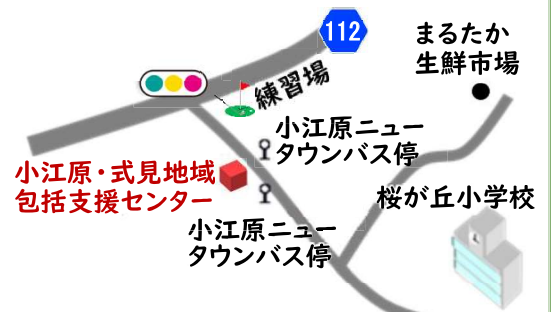 112
まるたか
生鮮市場
練習場
小江原ニュー
タウンバス停
小江原・式見地域
包括支援センター
桜が丘小学校
小江原ニュー
タウンバス停